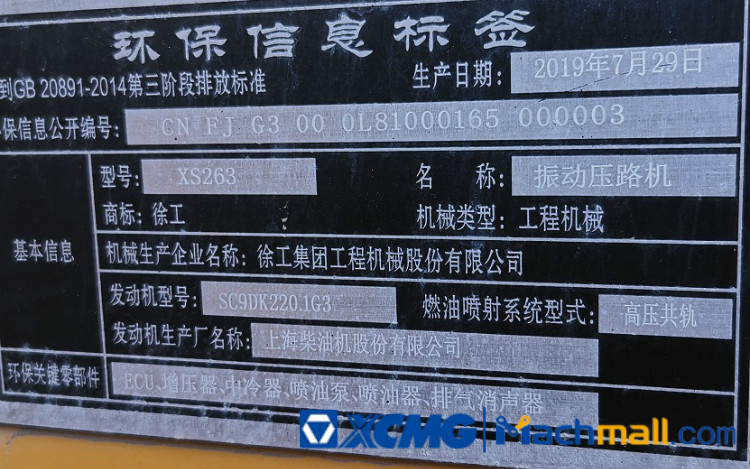 环保信息标签
到GB 20891-2014第三阶段排放标准
生产日期: 2019年7月29日
保信息公开编号: CN FJ G3 00 0L81000165 000003
基本信息
型号: XS263 名 称: 振动压路机
商标: 徐工 机械类型: 工程机械
机械生产企业名称: 徐工集团工程机械股份有限公司
发动机型号: SC9DK220.1G3 燃油喷射系统型式: 高压共轨
发动机生产厂名称: 上海柴油机股份有限公司
环保关键零部件 ECU、增压器、中冷器、喷油泵、喷油器、排气消声器
XCMG Machmall.com